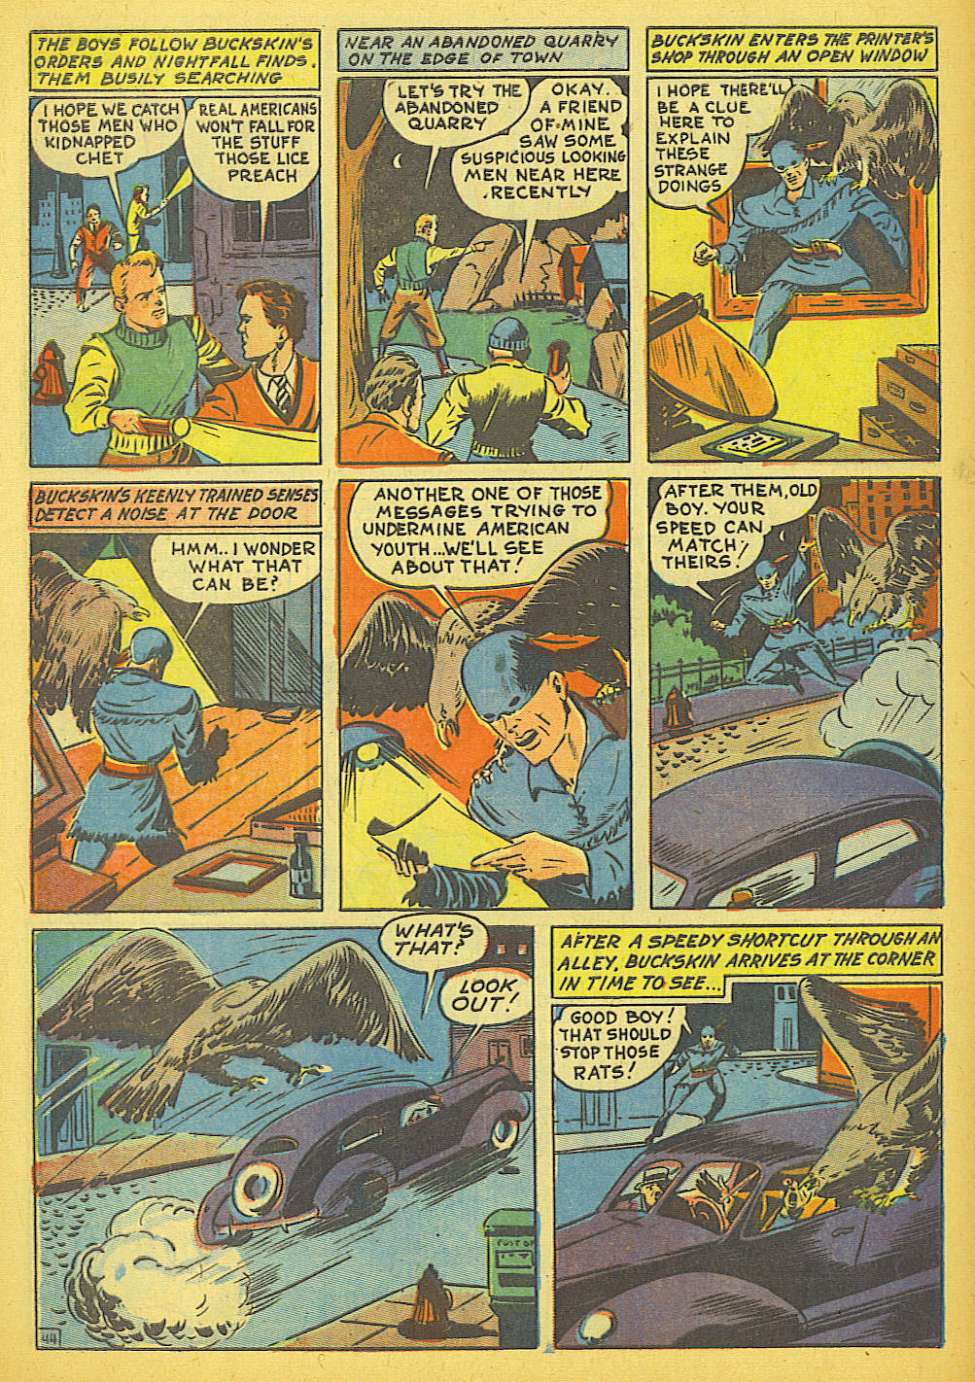 THE BOYS FOLLOW BUCKSKIN'S
ORDERS AND NIGHTFALL FINDS
THEM BUSILY SEARCHING
I HOPE WE CATCH
THOSE MEN WHO
KIDNAPPED
CHET
REAL AMERICANS
WON'T FALL FOR
THE STUFF
THOSE LICE
PREACH
NEAR AN ABANDONED QUARRY
ON THE EDGE OF TOWN
LET'S TRY THE
ABANDONED
QUARRY
OKAY.
A FRIEND
OF MINE
SAW SOME
SUSPICIOUS LOOKING
MEN NEAR HERE
RECENTLY
BUCKSKIN ENTERS THE PRINTER'S
SHOP THROUGH AN OPEN WINDOW
I HOPE THERE'LL
BE A CLUE
HERE TO
EXPLAIN
THESE
STRANGE
DOINGS
BUCKSKIN'S KEENLY TRAINED SENSES
DETECT A NOISE AT THE DOOR
HMM.. I WONDER
WHAT THAT
CAN BE?
ANOTHER ONE OF THOSE
MESSAGES TRYING TO
UNDERMINE AMERICAN
YOUTH...WE'LL SEE
ABOUT THAT!
AFTER THEM, OLD
BOY. YOUR
SPEED CAN
MATCH
THEIRS!
WHAT'S
THAT?
LOOK
OUT!
44
AFTER A SPEEDY SHORTCUT THROUGH AN
ALLEY, BUCKSKIN ARRIVES AT THE CORNER
IN TIME TO SEE...
GOOD BOY!
THAT SHOULD
STOP THOSE
RATS!